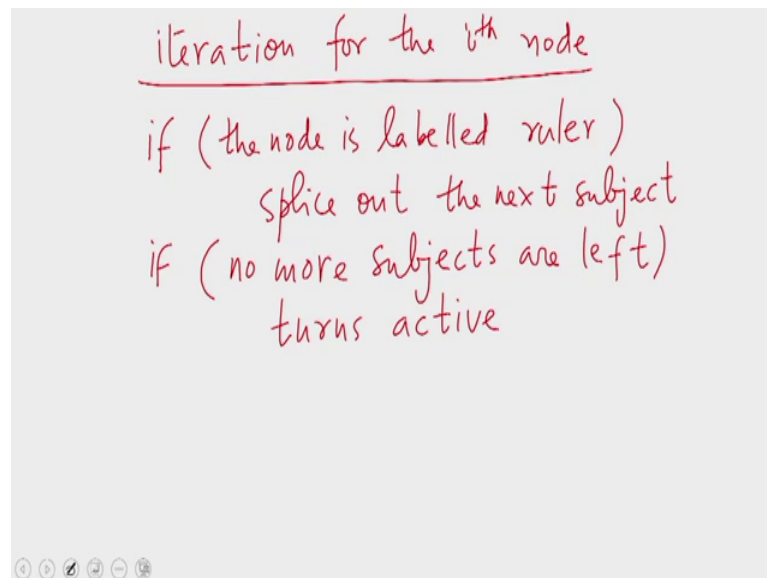 iteration for the ith node
if (the node is labelled ruler)
splice out the next subject
if (no more subjects are left)
turns active